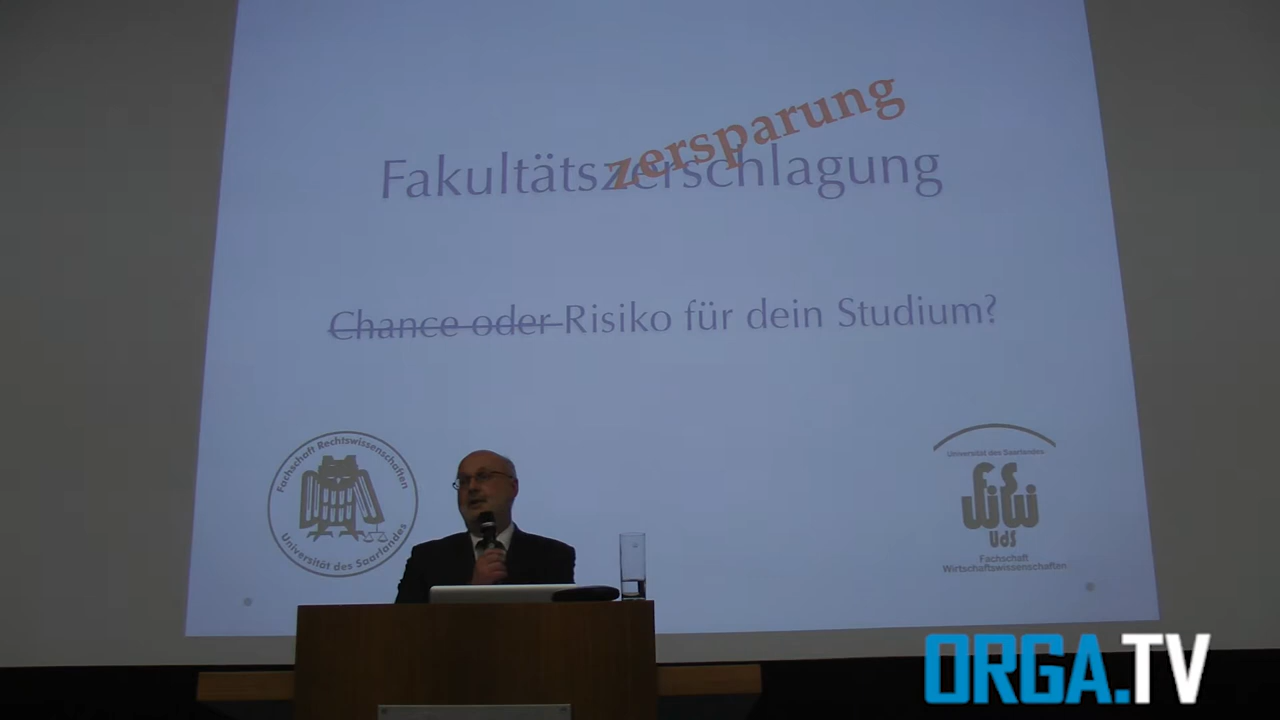 zersparung
Fakultätszerschlagung
Chance oder Risiko für dein Studium?
Fachschaft Rechtswissenschaften
Universität des Saarlandes
Universität des Saarlandes
WiWi
UdS
Fachschaft
Wirtschaftswissenschaften
ORGA.TV